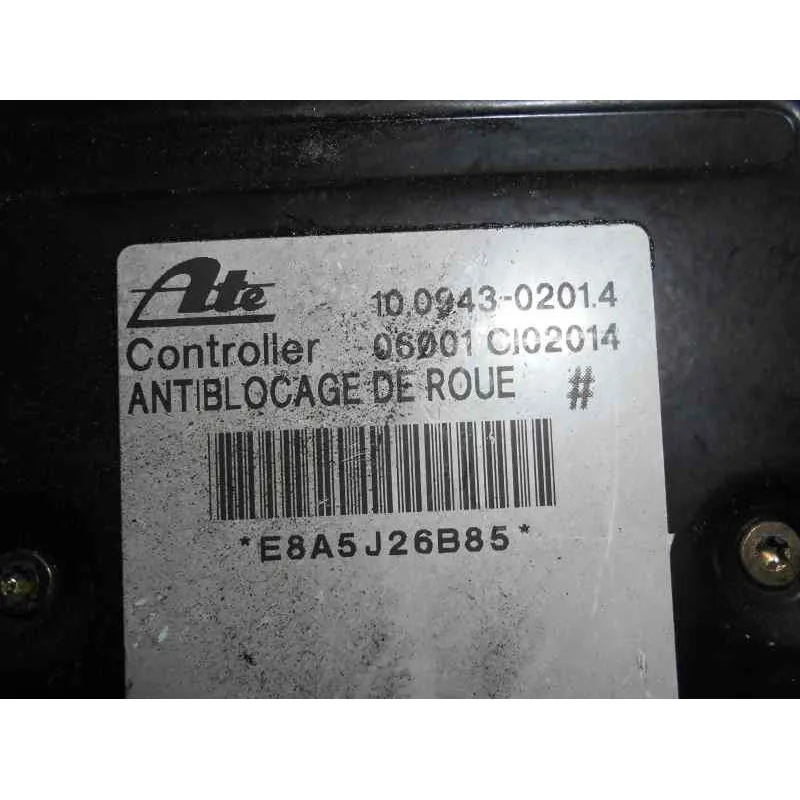 Ate 10.0943-0201.4
Controller 06001 CI02014
ANTIBLOCAGE DE ROUE #
*E8A5J26B85*